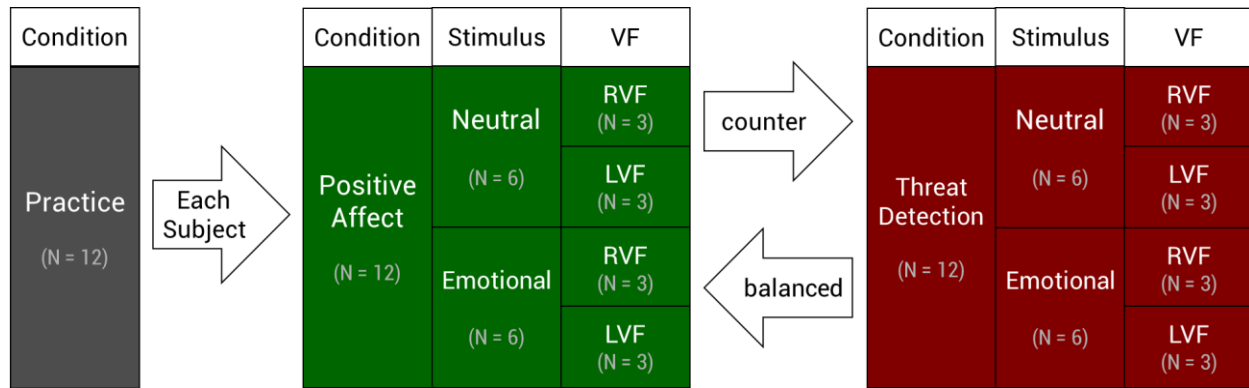 Condition
Practice
(N = 12)
Each
Subject
Condition Stimulus VF
Positive
Affect
(N = 12)
Neutral
(N = 6)
RVF
(N = 3)
LVF
(N = 3)
Emotional
(N = 6)
RVF
(N = 3)
LVF
(N = 3)
counter
balanced
Condition Stimulus VF
Threat
Detection
(N = 12)
Neutral
(N = 6)
RVF
(N = 3)
LVF
(N = 3)
Emotional
(N = 6)
RVF
(N = 3)
LVF
(N = 3)